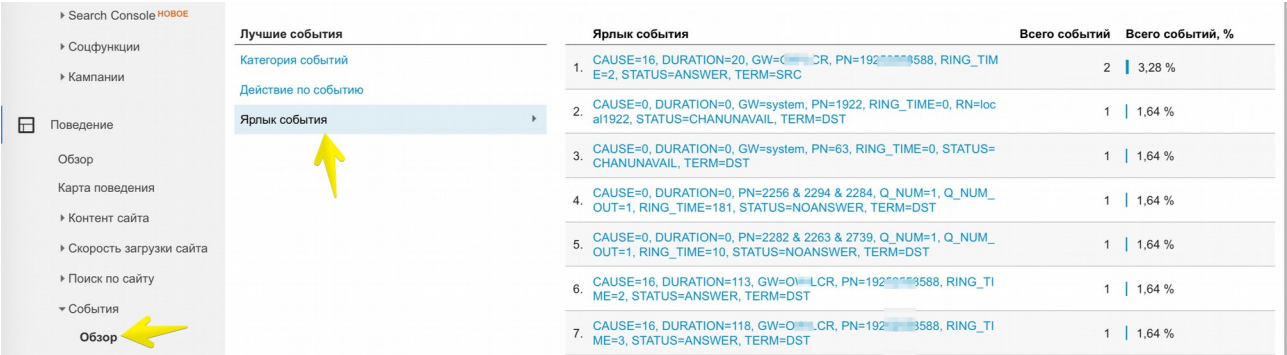 Search Console НОВОЕ
Соцфункции
Кампании
Поведение
Обзор
Карта поведения
Контент сайта
Скорость загрузки сайта
Поиск по сайту
События
Обзор
Лучшие события
Категория событий
Действие по событию
Ярлык события
Ярлык события Всего событий Всего событий, %
1. CAUSE=16, DURATION=20, GW= CR, PN=192 588, RING_TIM
E=2, STATUS=ANSWER, TERM=SRC 2 3,28 %
2. CAUSE=0, DURATION=0, GW=system, PN=1922, RING_TIME=0, RN=loc
al1922, STATUS=CHANUNAVAIL, TERM=DST 1 1,64 %
3. CAUSE=0, DURATION=0, GW=system, PN=63, RING_TIME=0, STATUS=
CHANUNAVAIL, TERM=DST 1 1,64 %
4. CAUSE=0, DURATION=0, PN=2256 & 2294 & 2284, Q_NUM=1, Q_NUM_
OUT=1, RING_TIME=181, STATUS=NOANSWER, TERM=DST 1 1,64 %
5. CAUSE=0, DURATION=0, PN=2282 & 2263 & 2739, Q_NUM=1, Q_NUM_
OUT=1, RING_TIME=10, STATUS=NOANSWER, TERM=DST 1 1,64 %
6. CAUSE=16, DURATION=113, GW= LCR, PN=192 588, RING_TI
ME=2, STATUS=ANSWER, TERM=DST 1 1,64 %
7. CAUSE=16, DURATION=118, GW= CR, PN=192 588, RING_TI
ME=3, STATUS=ANSWER, TERM=DST 1 1,64 %